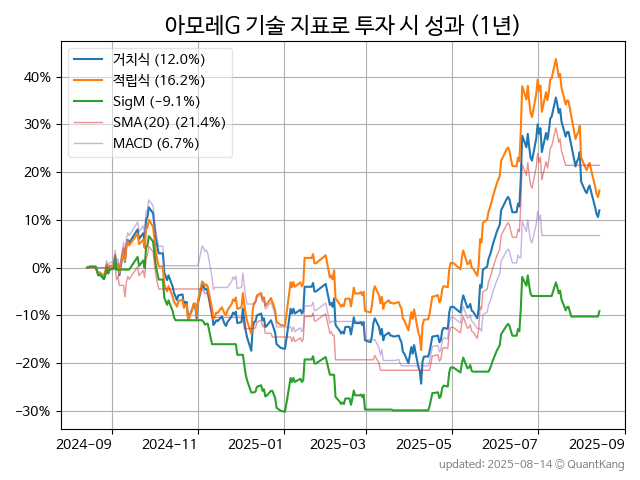 아모레G 기술 지표로 투자 시 성과 (1년)
거치식 (12.0%)
적립식 (16.2%)
SigM (−9.1%)
SMA(20) (21.4%)
MACD (6.7%)
40%
30%
20%
10%
0%
−10%
−20%
−30%
2024-09 2024-11 2025-01 2025-03 2025-05 2025-07 2025-09
updated: 2025-08-14 © QuantKang